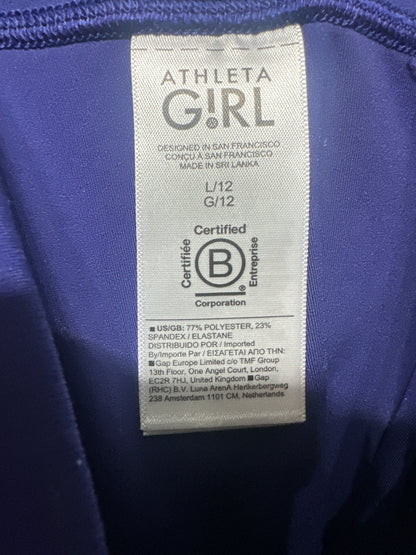 ATHLETA
G!RL
DESIGNED IN SAN FRANCISCO
CONÇU À SAN FRANCISCO
MADE IN SRI LANKA
L/12
G/12
Certified
Certifiée
B
Entreprise
®
Corporation
■ US/GB: 77% POLYESTER, 23%
SPANDEX / ELASTANE
DISTRIBUIDO POR / Imported
By/Importe Par / ΕΙΣΑΓΕΤΑΙ ΑΠΟ ΤΗΝ:
■Gap Europe Limited c/o TMF Group
13th Floor, One Angel Court, London,
EC2R 7HJ, United Kingdom ■Gap
(RHC) B.V. Luna ArenA Herikerbergweg
238 Amsterdam 1101 CM, Netherlands